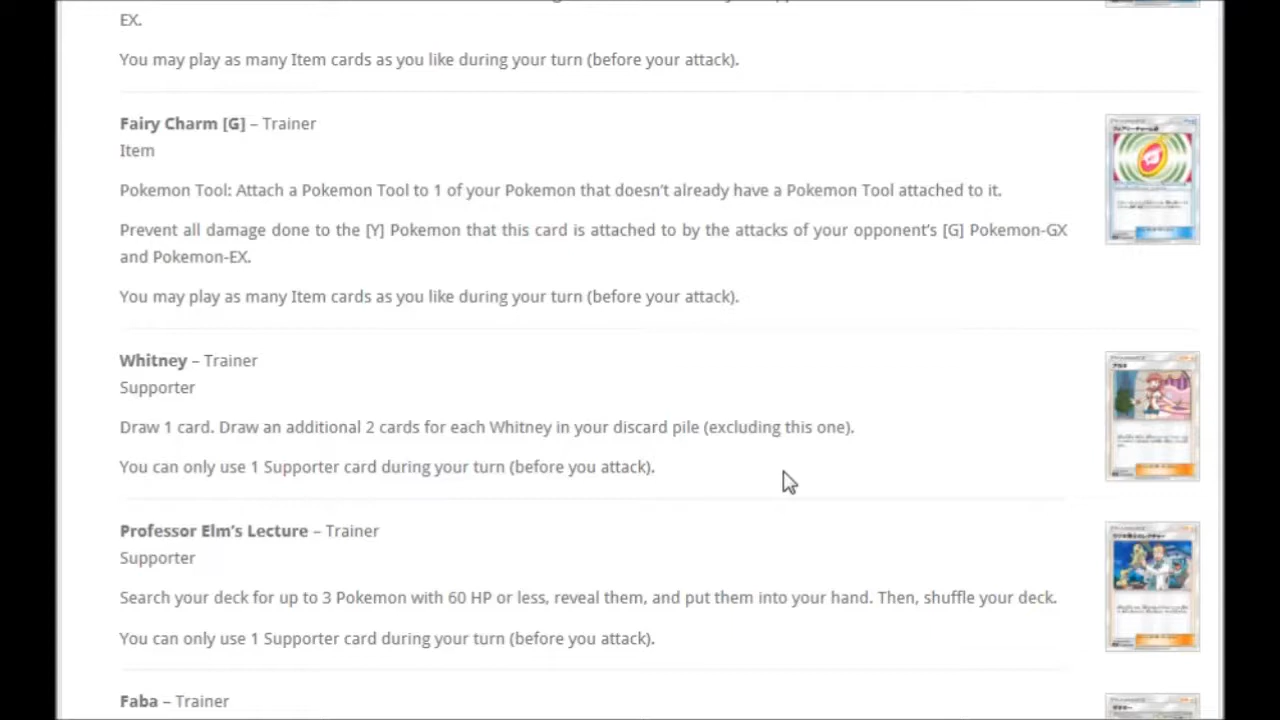 EX.
You may play as many Item cards as you like during your turn (before your attack).
Fairy Charm [G] – Trainer
Item
Pokemon Tool: Attach a Pokemon Tool to 1 of your Pokemon that doesn’t already have a Pokemon Tool attached to it.
Prevent all damage done to the [Y] Pokemon that this card is attached to by the attacks of your opponent’s [G] Pokemon-GX
and Pokemon-EX.
You may play as many Item cards as you like during your turn (before your attack).
Whitney – Trainer
Supporter
Draw 1 card. Draw an additional 2 cards for each Whitney in your discard pile (excluding this one).
You can only use 1 Supporter card during your turn (before you attack).
Professor Elm’s Lecture – Trainer
Supporter
Search your deck for up to 3 Pokemon with 60 HP or less, reveal them, and put them into your hand. Then, shuffle your deck.
You can only use 1 Supporter card during your turn (before you attack).
Faba – Trainer